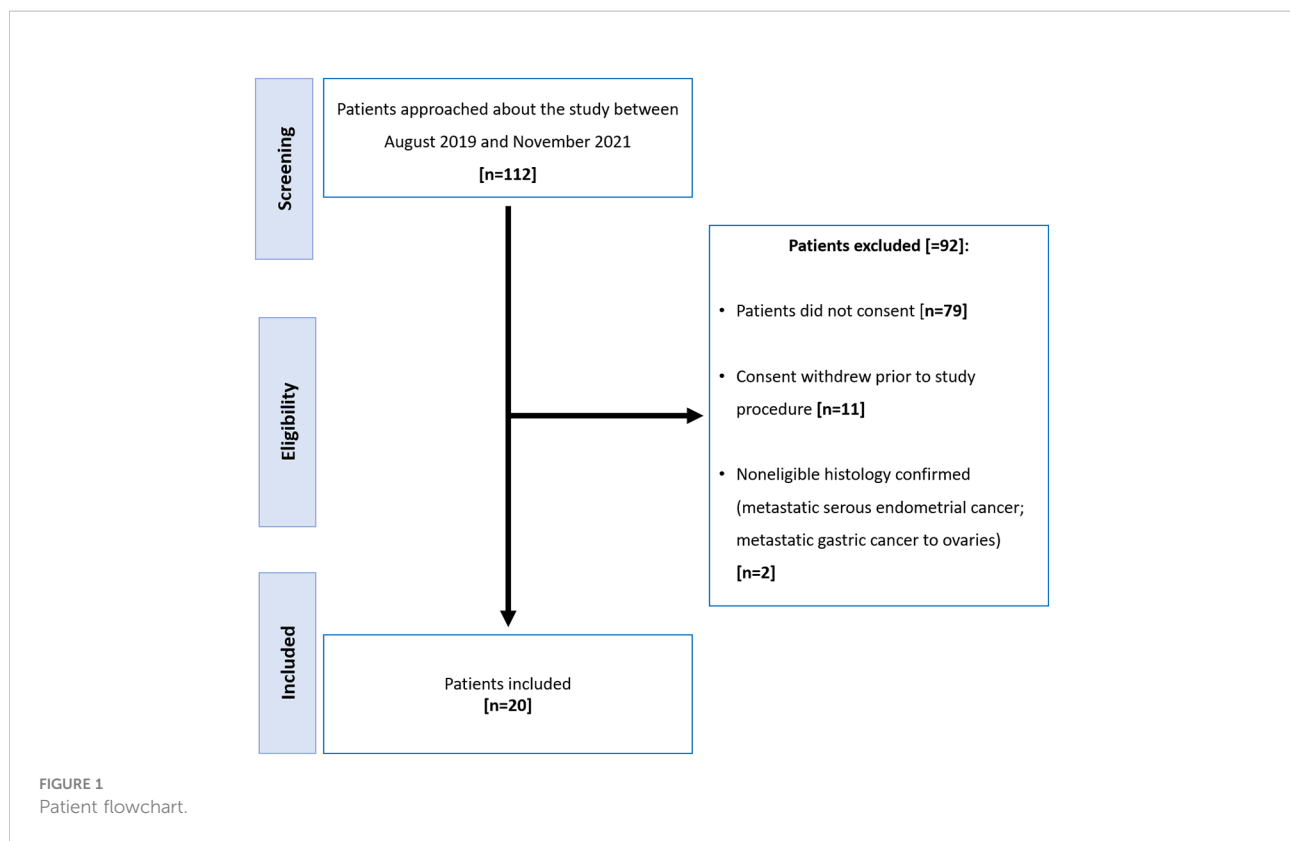 Screening
Patients approached about the study between
August 2019 and November 2021
[n=112]
Eligibility
Patients excluded [=92]:
• Patients did not consent [n=79]
• Consent withdrew prior to study
procedure [n=11]
• Noneligible histology confirmed
(metastatic serous endometrial cancer;
metastatic gastric cancer to ovaries)
[n=2]
Included
Patients included
[n=20]
FIGURE 1
Patient flowchart.